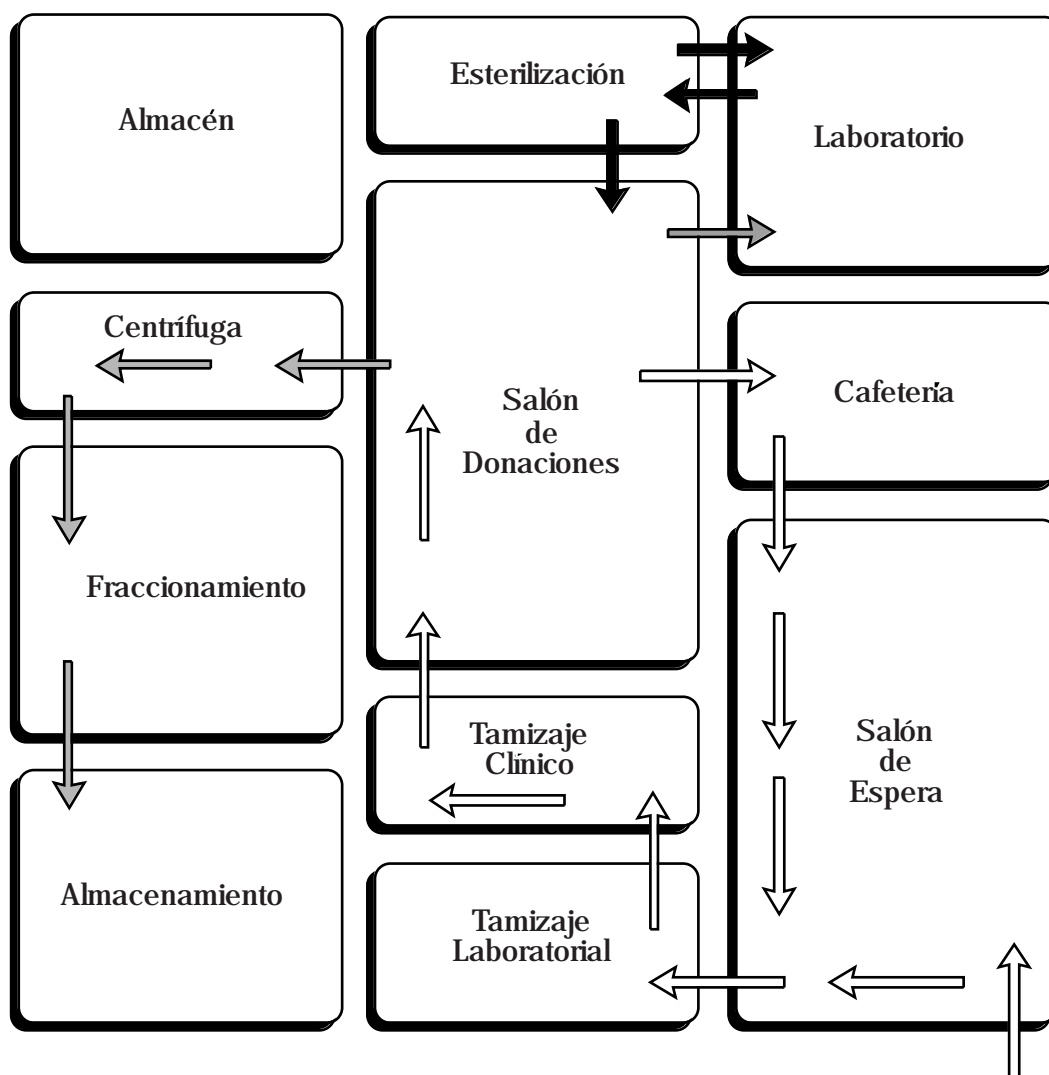 Almacén
Esterilización
Laboratorio
Centrífuga
Salón
de
Donaciones
Cafetería
Fraccionamiento
Tamizaje
Clínico
Salón
de
Espera
Almacenamiento
Tamizaje
Laboratorial